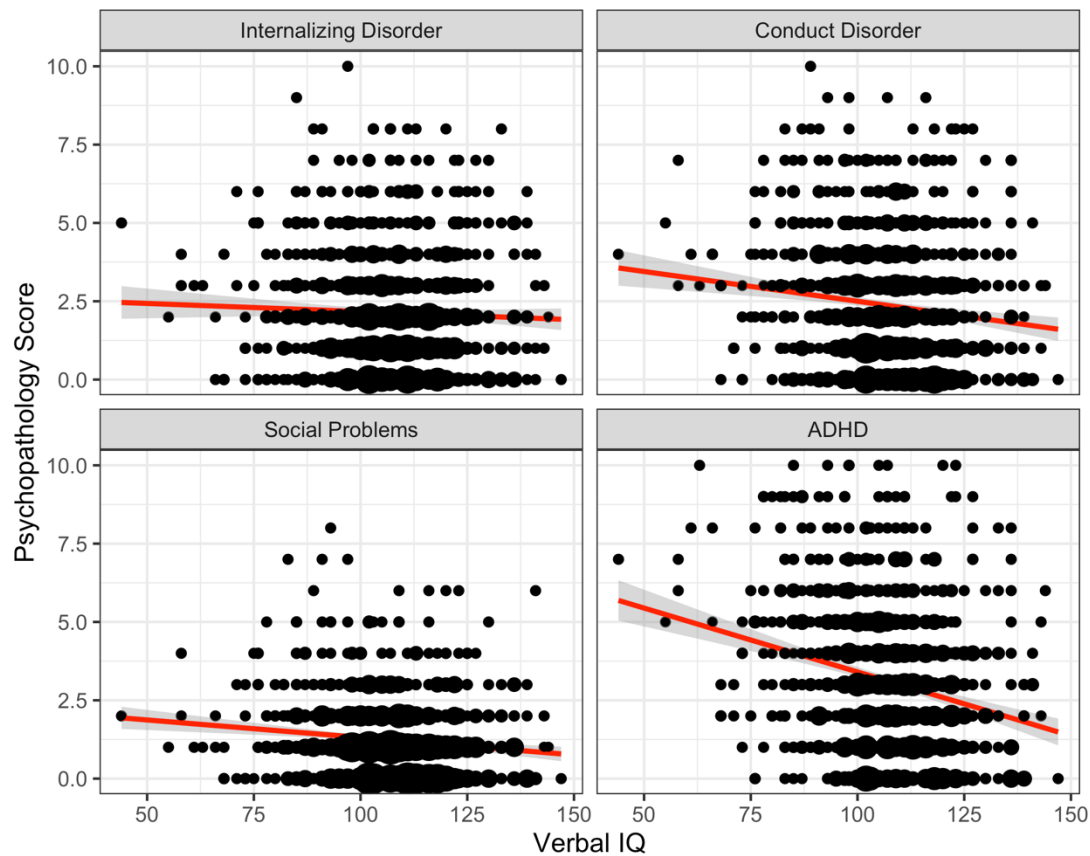 Internalizing Disorder
Conduct Disorder
10.0
7.5
5.0
2.5
0.0
Social Problems
ADHD
10.0
7.5
5.0
2.5
0.0
Psychopathology Score
50 75 100 125 150
50 75 100 125 150
Verbal IQ